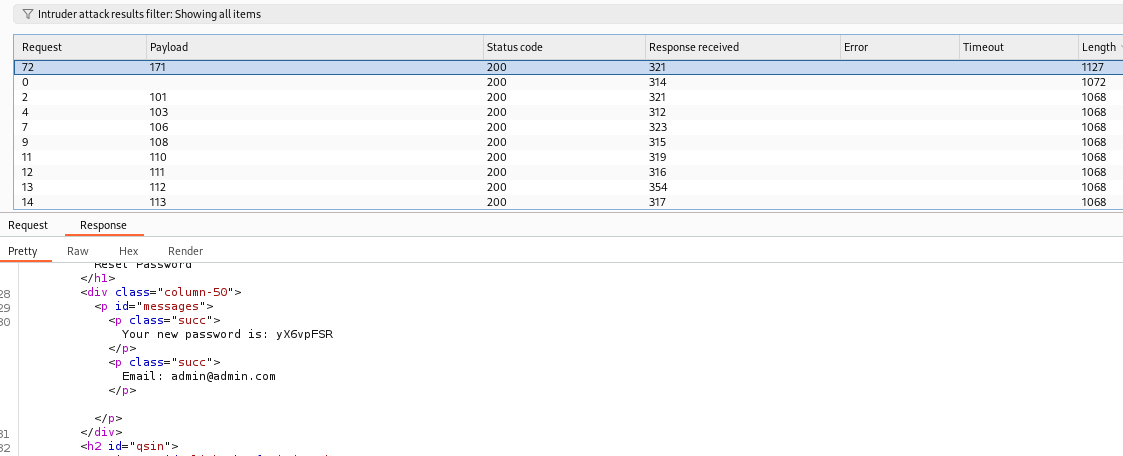 Intruder attack results filter: Showing all items
Request Payload Status code Response received Error Timeout Length
72 171 200 321 1127
0 200 314 1072
2 101 200 321 1068
4 103 200 312 1068
7 106 200 323 1068
9 108 200 315 1068
11 110 200 319 1068
12 111 200 316 1068
13 112 200 354 1068
14 113 200 317 1068
Request Response
Pretty Raw Hex Render
Reset Password
</h1>
28 <div class="column-50">
29 <p id="messages">
30 <p class="succ">
Your new password is: yX6vpFSR
</p>
<p class="succ">
Email: admin@admin.com
</p>
</p>
31 </div>
32 <h2 id="qsin">